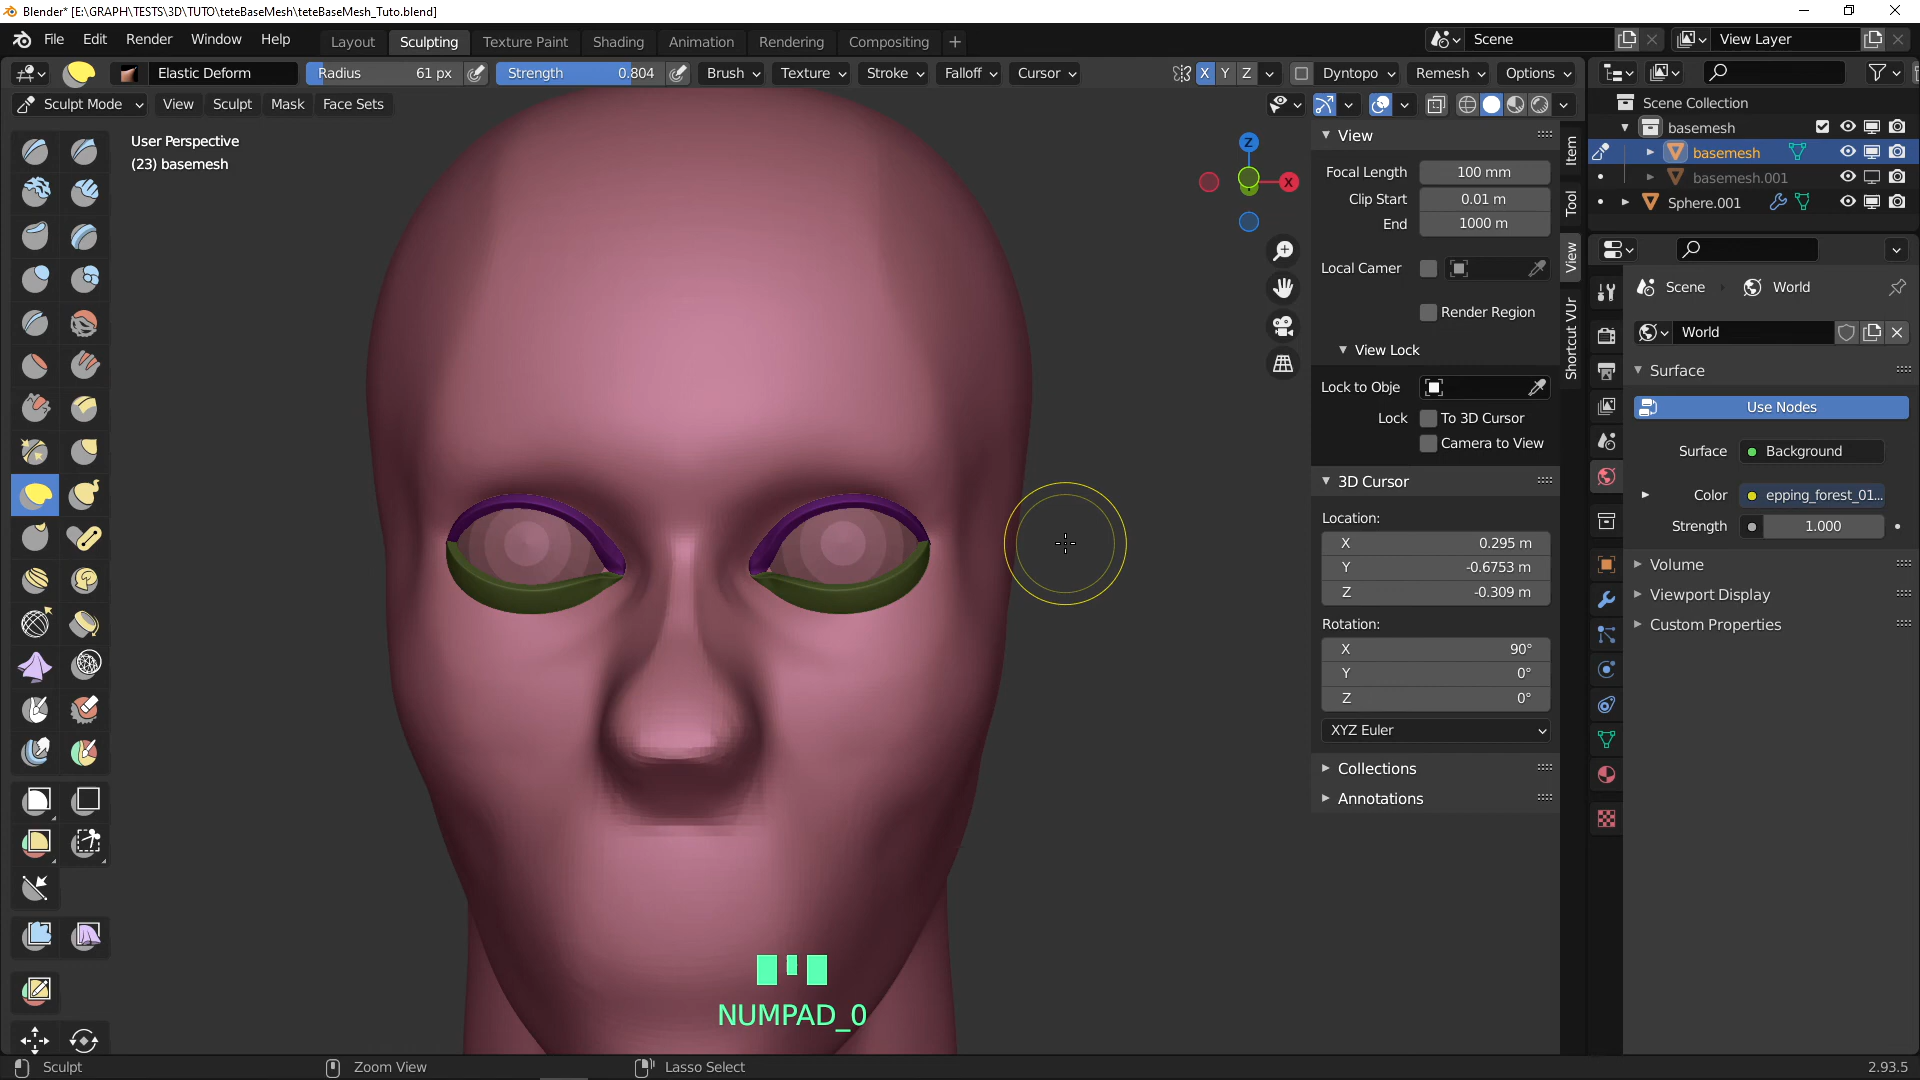 Blender* [E:\GRAPH\TESTS\3D\TUTO\teteBaseMesh\teteBaseMesh_Tuto.blend]
File Edit Render Window Help Layout Sculpting Texture Paint Shading Animation Rendering Compositing Scene View Layer
Elastic Deform Radius 61 px Strength 0.804 Brush Texture Stroke Falloff Cursor X Y Z Dyntopo Remesh Options
Sculpt Mode View Sculpt Mask Face Sets
User Perspective
(23) basemesh
Z
X
View
Focal Length 100 mm
Clip Start 0.01 m
End 1000 m
Local Camer
Render Region
View Lock
Lock to Obje
Lock To 3D Cursor
Camera to View
3D Cursor
Location:
X 0.295 m
Y -0.6753 m
Z -0.309 m
Rotation:
X 90°
Y 0°
Z 0°
XYZ Euler
Collections
Annotations
Item
Tool
View
Shortcut VUr
Scene Collection
basemesh
basemesh
basemesh.001
Sphere.001
Scene World
World
Surface
Use Nodes
Surface Background
Color epping_forest_01...
Strength 1.000
Volume
Viewport Display
Custom Properties
NUMPAD_0
Sculpt Zoom View Lasso Select 2.93.5